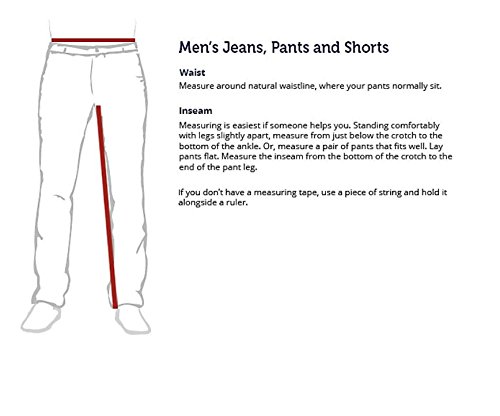 Men's Jeans, Pants and Shorts
Waist
Measure around natural waistline, where your pants normally sit.
Inseam
Measuring is easiest if someone helps you. Standing comfortably
with legs slightly apart, measure from just below the crotch to the
bottom of the ankle. Or, measure a pair of pants that fits well. Lay
pants flat. Measure the inseam from the bottom of the crotch to the
end of the pant leg.
If you don't have a measuring tape, use a piece of string and hold it
alongside a ruler.